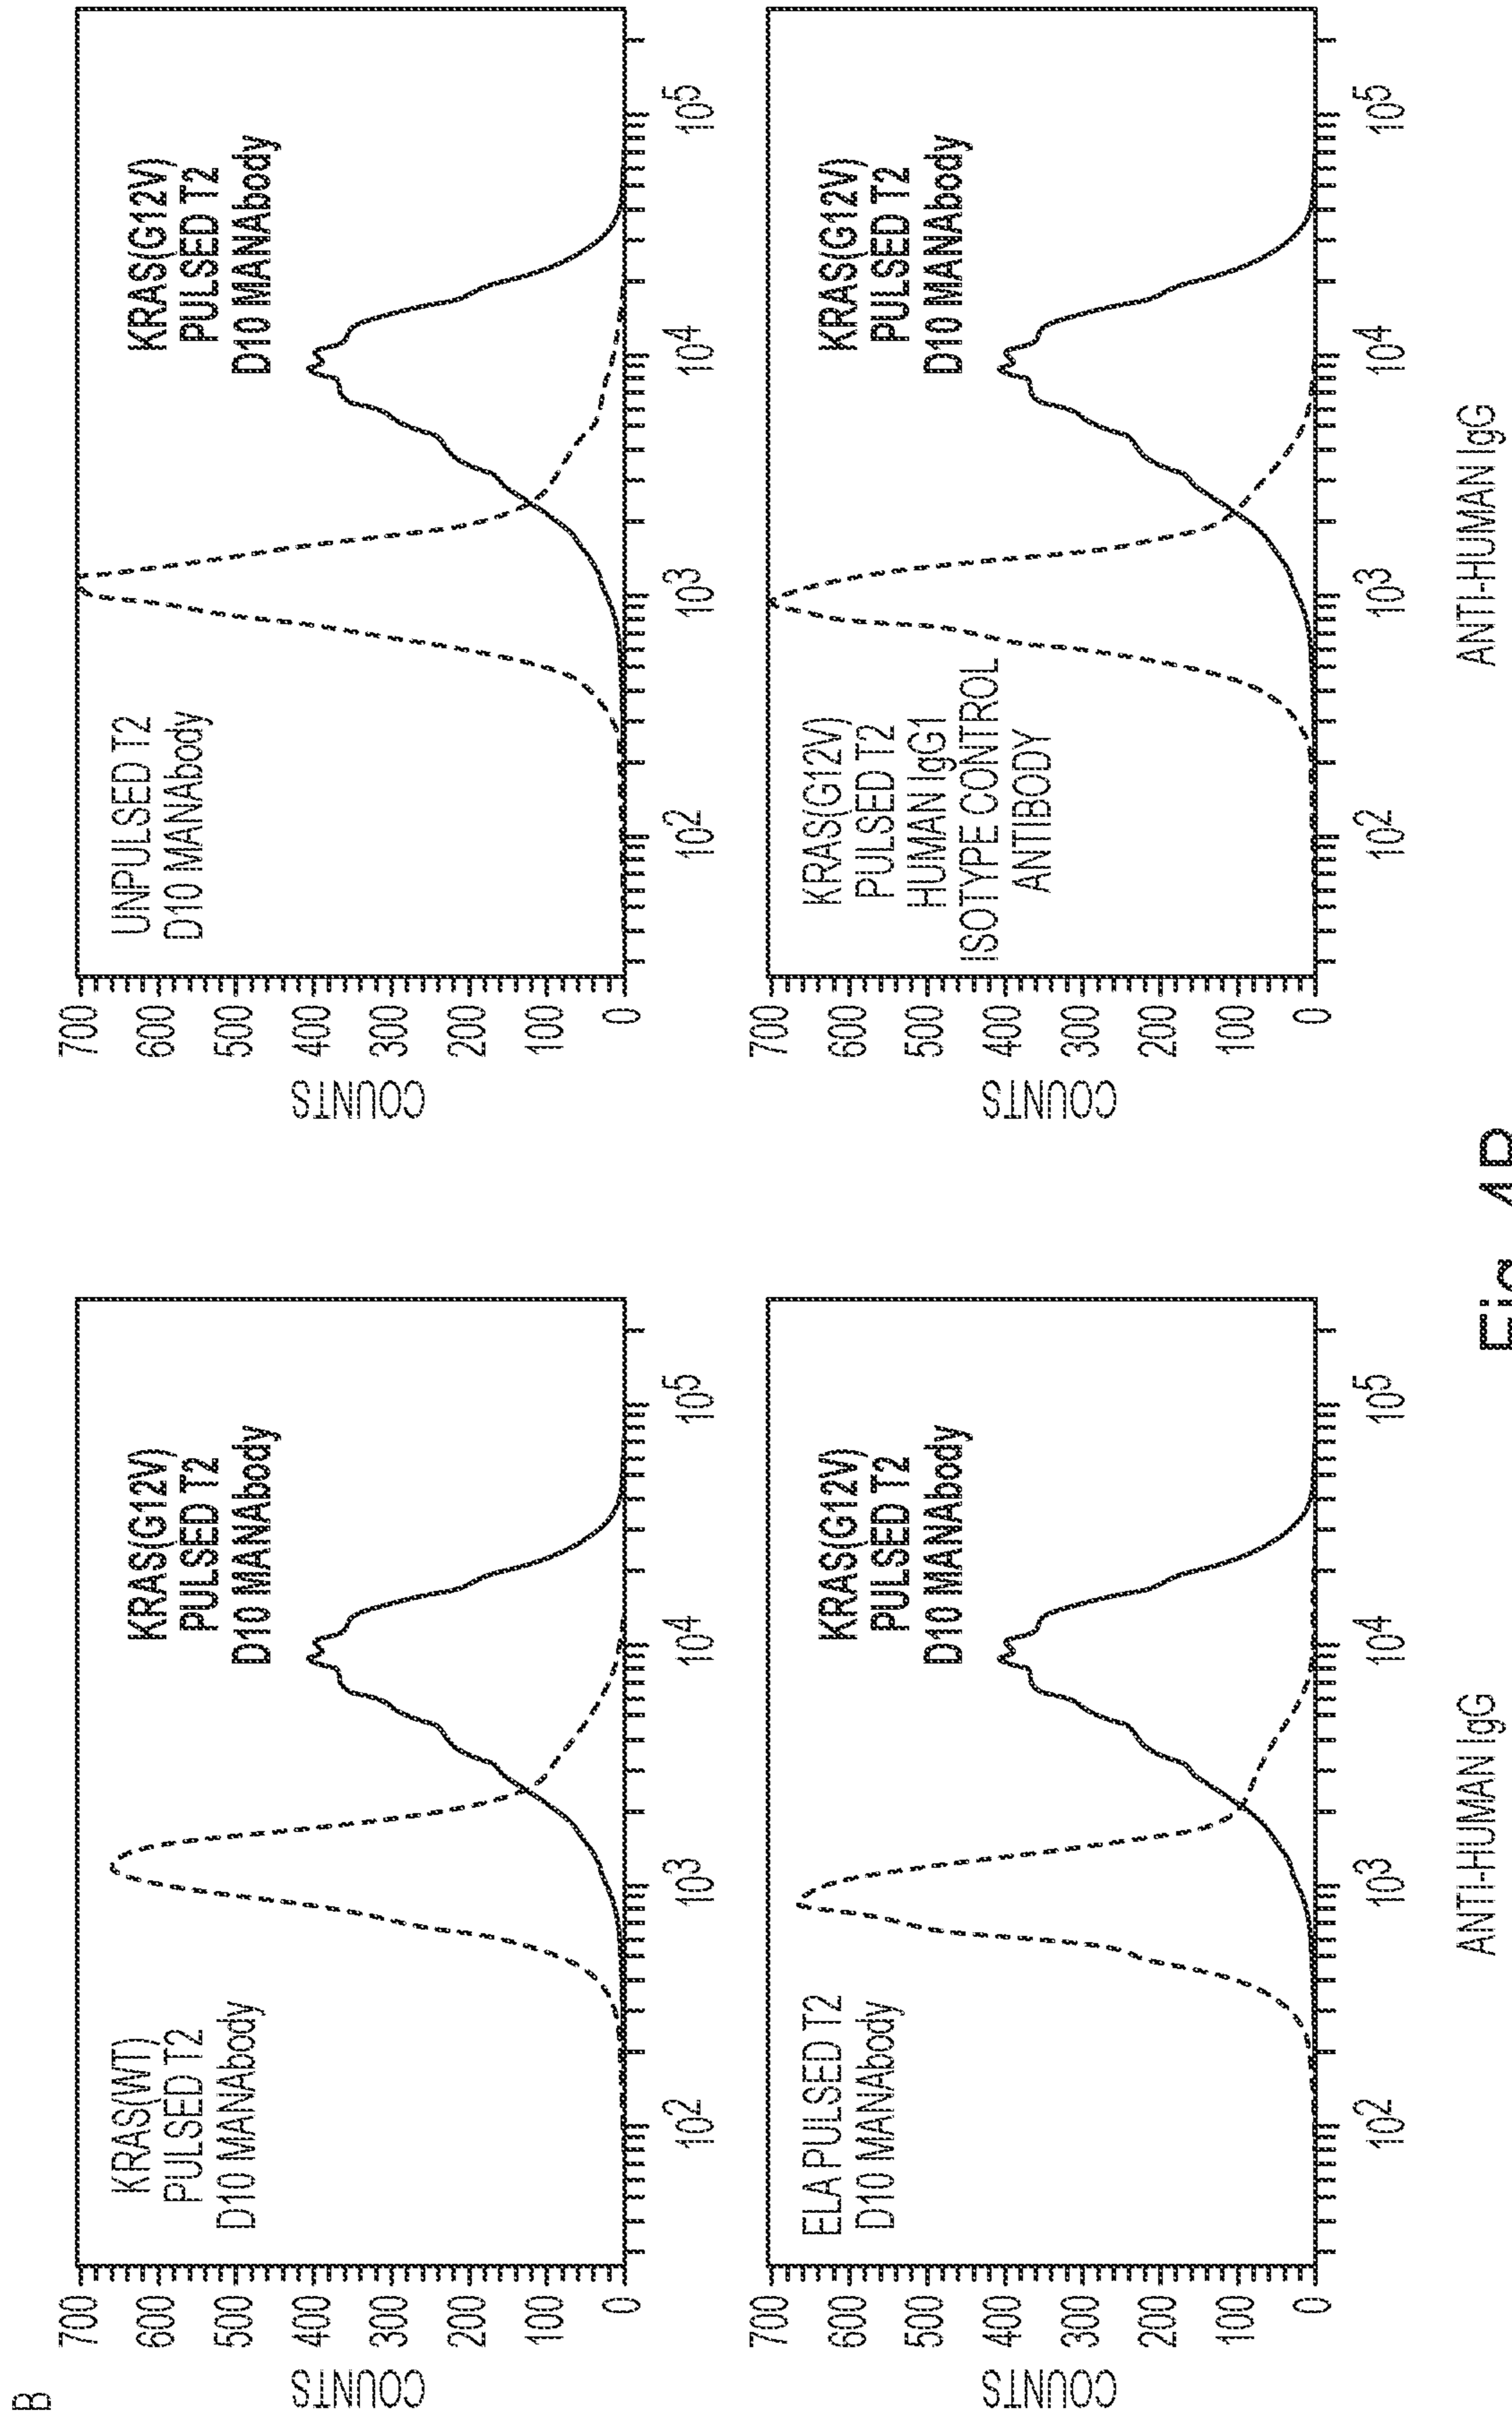 B
COUNTS
700
600
500
400
300
200
100
0
KRAS(WT)
PULSED T2
D10 MANAbody
KRAS(G12V)
PULSED T2
D10 MANAbody
10²
10³
10⁴
10⁵
COUNTS
700
600
500
400
300
200
100
0
UNPULSED T2
D10 MANAbody
KRAS(G12V)
PULSED T2
D10 MANAbody
10²
10³
10⁴
10⁵
COUNTS
700
600
500
400
300
200
100
0
ELA PULSED T2
D10 MANAbody
KRAS(G12V)
PULSED T2
D10 MANAbody
10²
10³
10⁴
10⁵
ANTI-HUMAN IgG
COUNTS
700
600
500
400
300
200
100
0
KRAS(G12V)
PULSED T2
HUMAN IgG1
ISOTYPE CONTROL
ANTIBODY
KRAS(G12V)
PULSED T2
D10 MANAbody
10²
10³
10⁴
10⁵
ANTI-HUMAN IgG
Fig. 4B